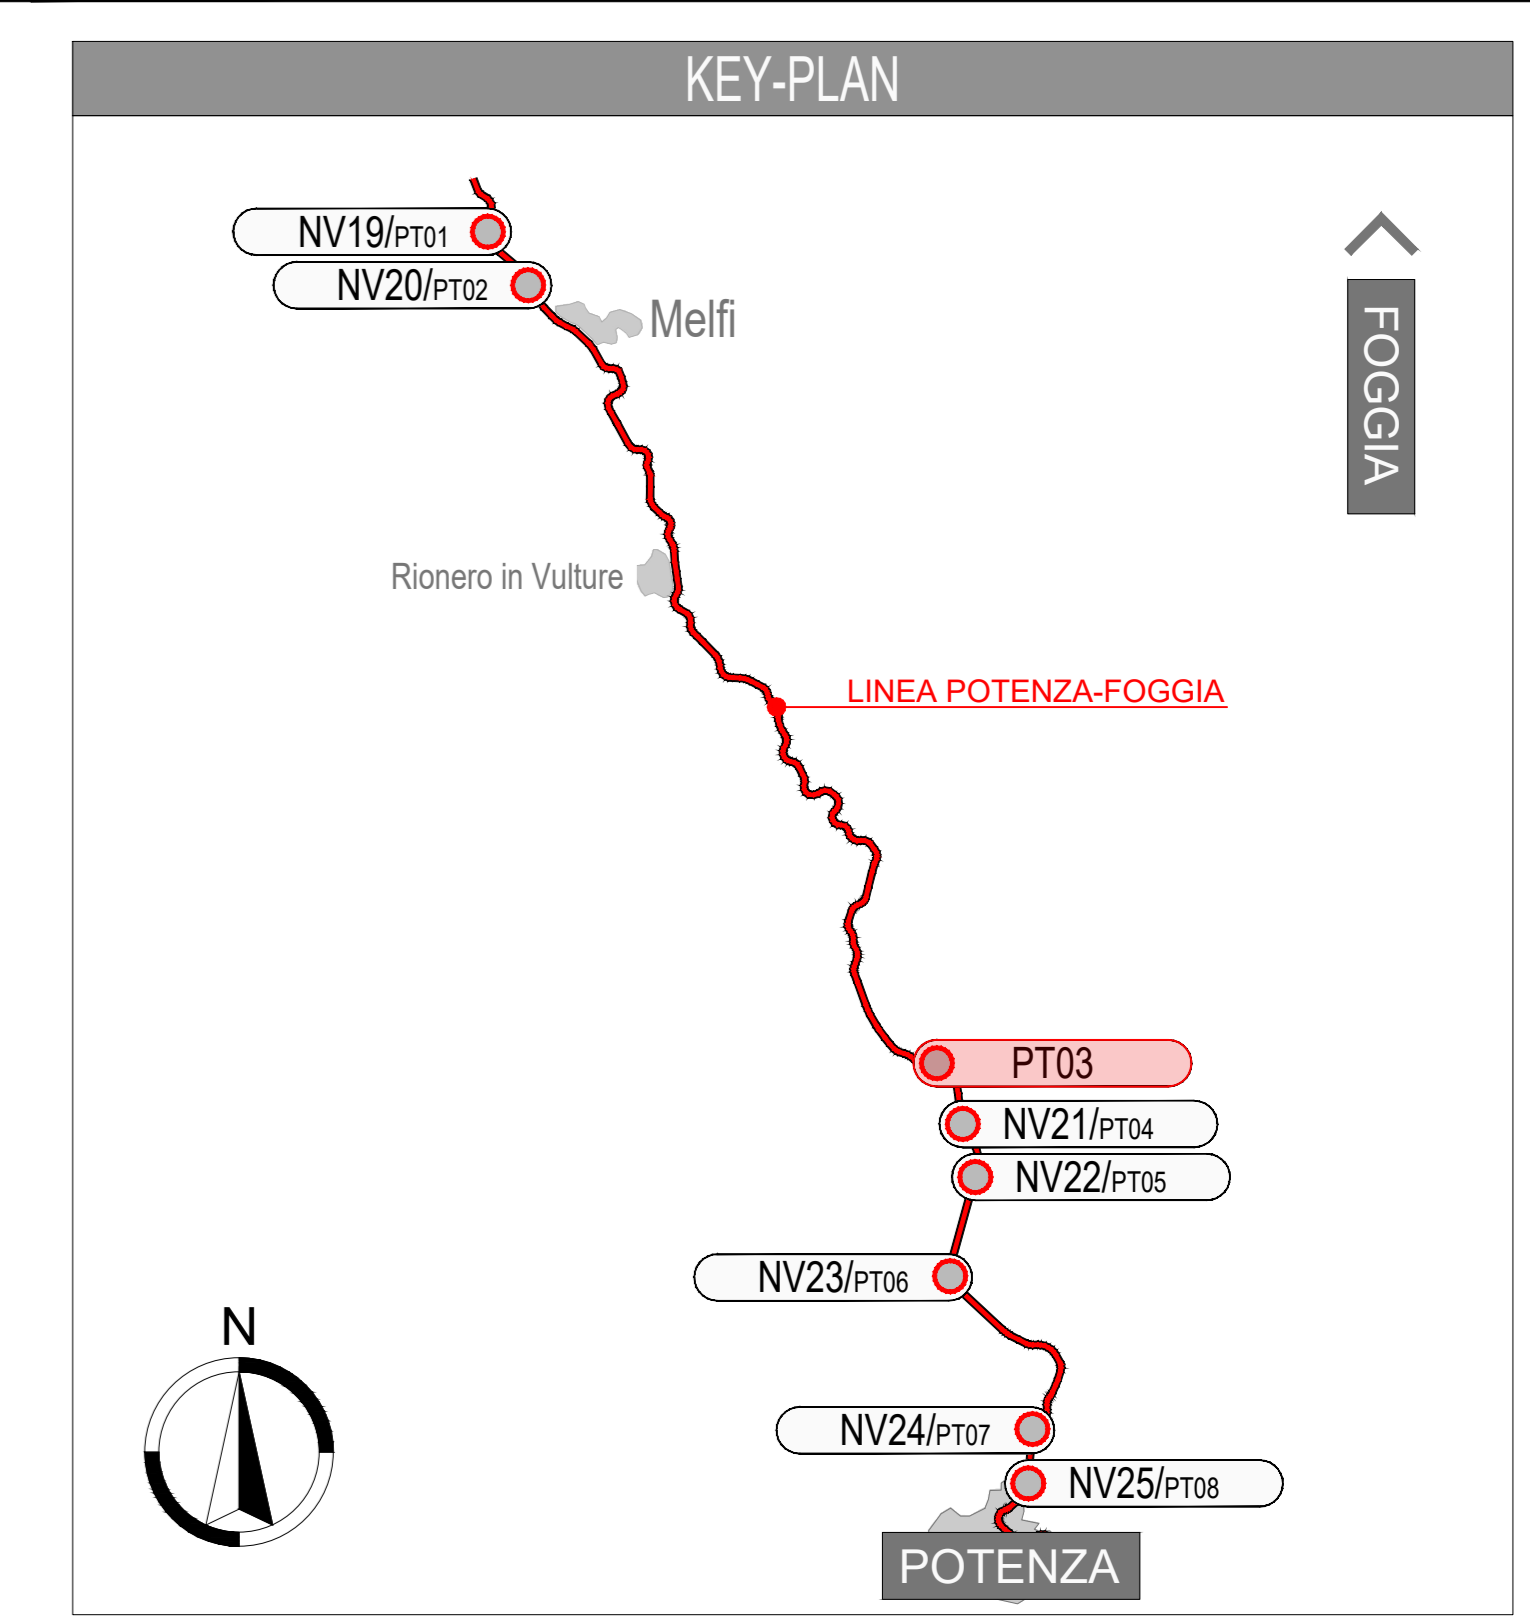 KEY-PLAN
NV19/PT01
NV20/PT02
Melfi
FOGGIA
Rionero in Vulture
LINEA POTENZA-FOGGIA
PT03
NV21/PT04
NV22/PT05
NV23/PT06
N
NV24/PT07
NV25/PT08
POTENZA